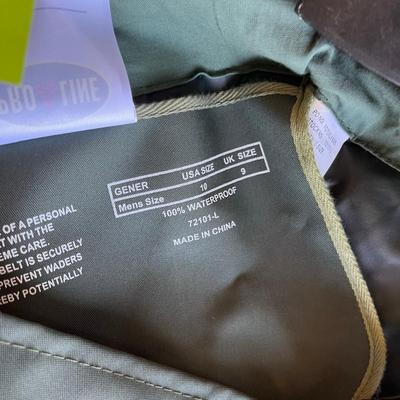 PRO LINE
GENER USA SIZE UK SIZE
Mens Size 10 9
100% WATERPROOF
72101-L
MADE IN CHINA
OF A PERSONAL
T WITH THE
EME CARE.
BELT IS SECURELY
PREVENT WADERS
REBY POTENTIALLY